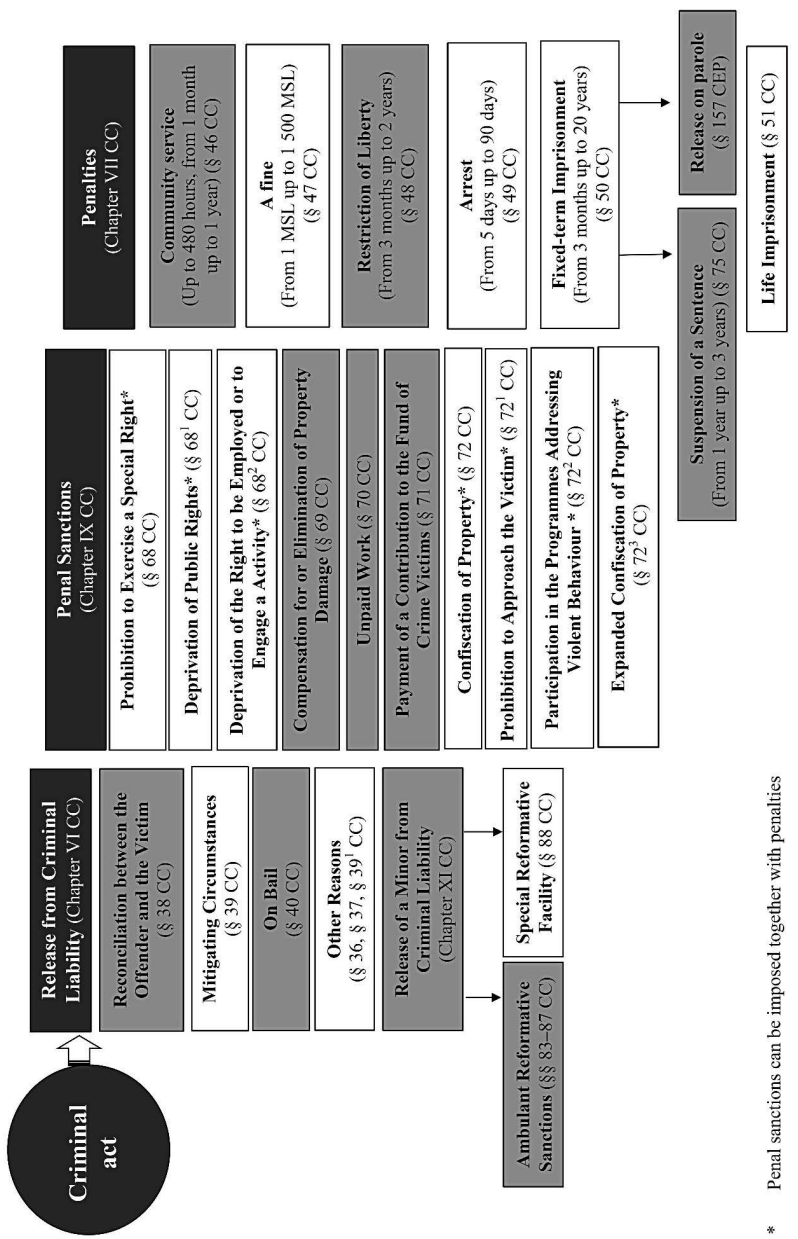 Criminal
act
Release from Criminal
Liability (Chapter VI CC)
Reconciliation between the
Offender and the Victim
(§ 38 CC)
Mitigating Circumstances
(§ 39 CC)
On Bail
(§ 40 CC)
Other Reasons
(§ 36, § 37, § 39¹ CC)
Release of a Minor from
Criminal Liability
(Chapter XI CC)
Ambulant Reformative
Sanctions (§§ 83–87 CC)
Special Reformative
Facility (§ 88 CC)
Penal Sanctions
(Chapter IX CC)
Prohibition to Exercise a Special Right*
(§ 68 CC)
Deprivation of Public Rights* (§ 68¹ CC)
Deprivation of the Right to be Employed or to
Engage a Activity* (§ 68² CC)
Compensation for or Elimination of Property
Damage (§ 69 CC)
Unpaid Work (§ 70 CC)
Payment of a Contribution to the Fund of
Crime Victims (§ 71 CC)
Confiscation of Property* (§ 72 CC)
Prohibition to Approach the Victim* (§ 72¹ CC)
Participation in the Programmes Addressing
Violent Behaviour * (§ 72² CC)
Expanded Confiscation of Property*
(§ 72³ CC)
Penalties
(Chapter VII CC)
Community service
(Up to 480 hours, from 1 month
up to 1 year) (§ 46 CC)
A fine
(From 1 MSL up to 1 500 MSL)
(§ 47 CC)
Restriction of Liberty
(From 3 months up to 2 years)
(§ 48 CC)
Arrest
(From 5 days up to 90 days)
(§ 49 CC)
Fixed-term Imprisonment
(From 3 months up to 20 years)
(§ 50 CC)
Suspension of a Sentence
(From 1 year up to 3 years) (§ 75 CC)
Release on parole
(§ 157 CEP)
Life Imprisonment (§ 51 CC)
* Penal sanctions can be imposed together with penalties